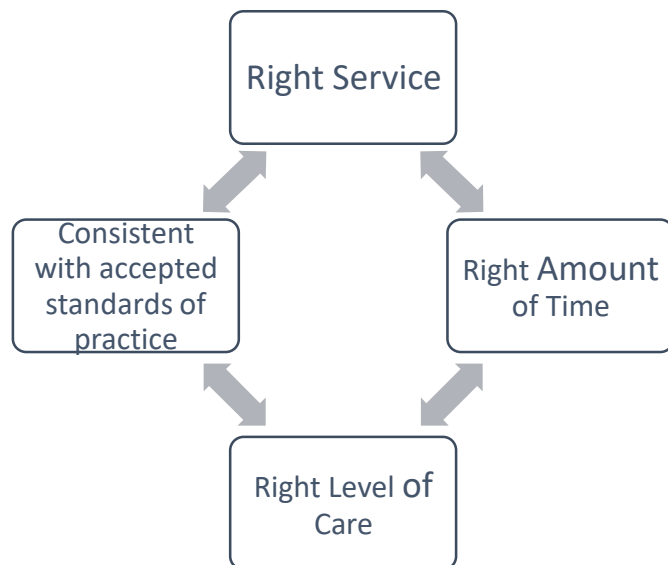 Right Service
Consistent
with accepted
standards of
practice
Right Amount
of Time
Right Level of
Care